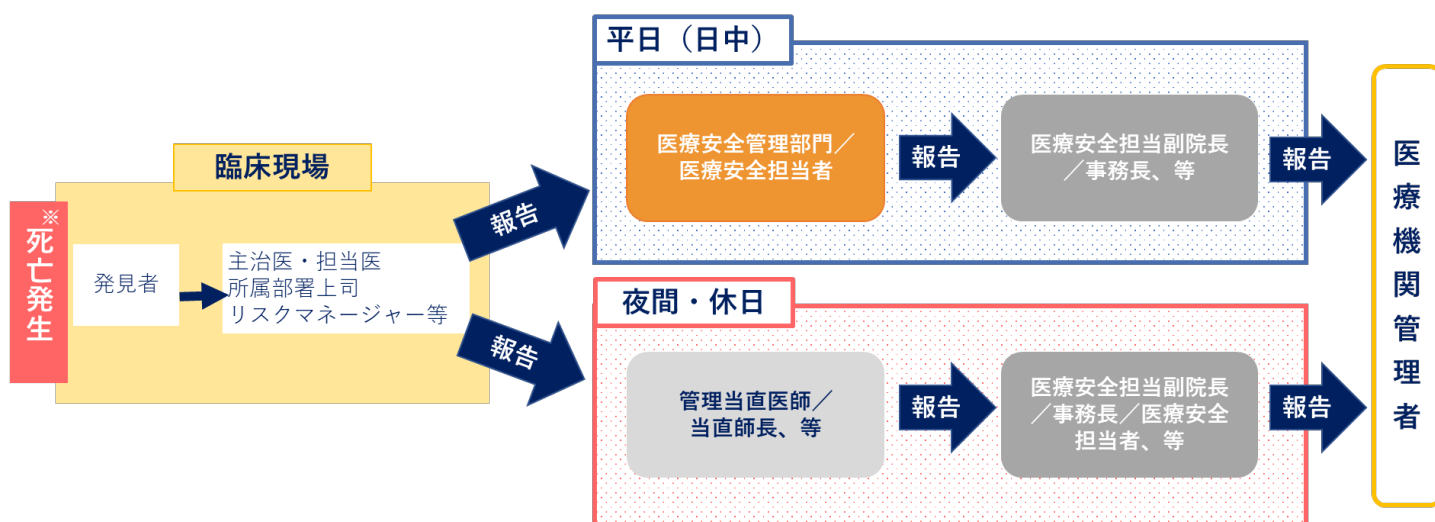 ※死亡発生
臨床現場
発見者
主治医・担当医
所属部署上司
リスクマネージャー等
報告
報告
平日（日中）
医療安全管理部門／
医療安全担当者
報告
医療安全担当副院長
／事務長、等
報告
夜間・休日
管理当直医師／
当直師長、等
報告
医療安全担当副院長
／事務長／医療安全
担当者、等
報告
医療機関管理者